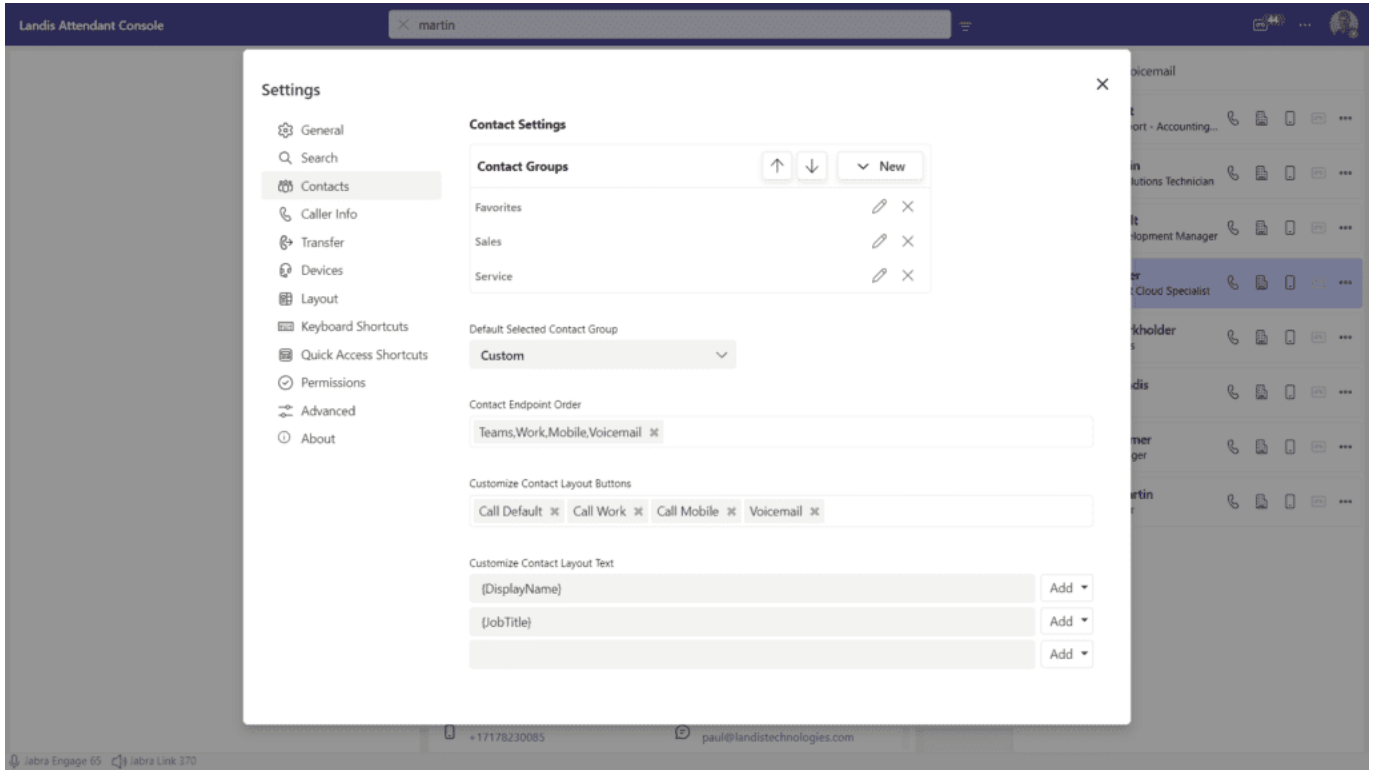 Landis Attendant Console
martin
44
Settings
General
Search
Contacts
Caller Info
Transfer
Devices
Layout
Keyboard Shortcuts
Quick Access Shortcuts
Permissions
Advanced
About
Contact Settings
Contact Groups
New
Favorites
Sales
Service
Default Selected Contact Group
Custom
Contact Endpoint Order
Teams,Work,Mobile,Voicemail
Customize Contact Layout Buttons
Call Default Call Work Call Mobile Voicemail
Customize Contact Layout Text
{DisplayName} Add
{JobTitle} Add
Add
oicemail
ort - Accounting...
in
lutions Technician
lt
lopment Manager
er
t Cloud Specialist
rkholder
s
dis
mer
ger
rtin
r
+17178230085
paul@landistechnologies.com
Jabra Engage 65 Jabra Link 370